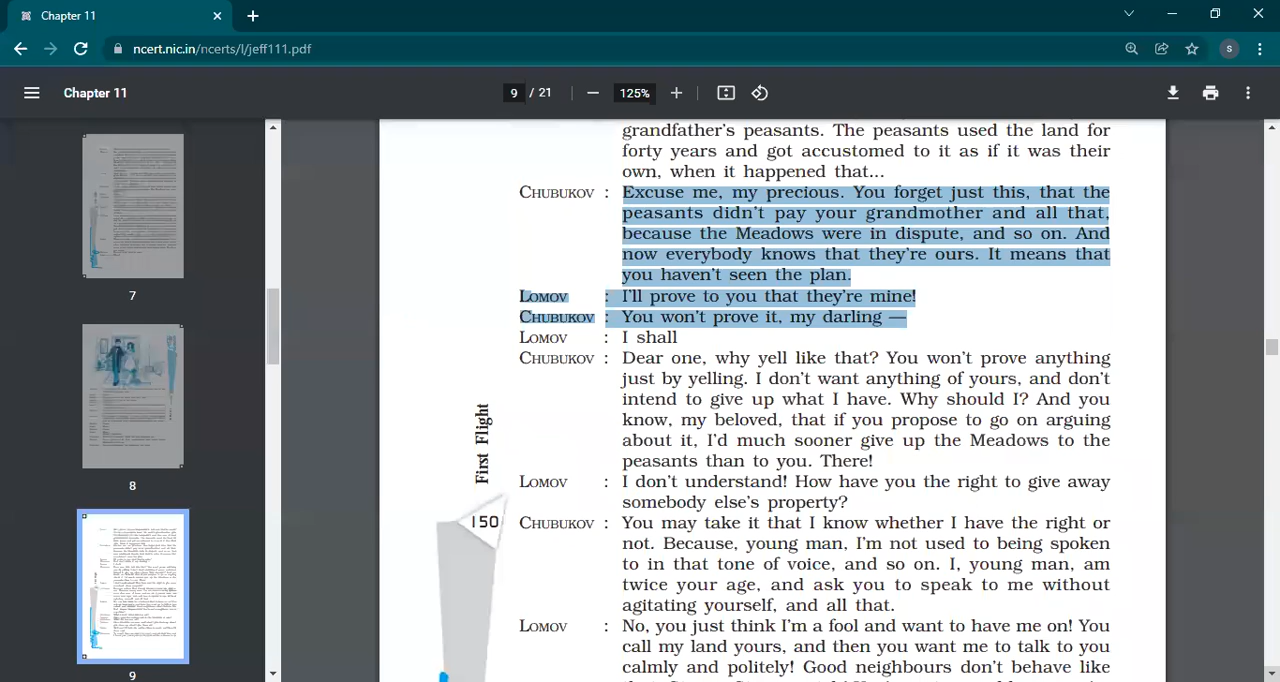 Chapter 11
ncert.nic.in/ncerts/l/jeff111.pdf
S
Chapter 11
9 / 21
125%
7
8
9
grandfather's peasants. The peasants used the land for
forty years and got accustomed to it as if it was their
own, when it happened that...
CHUBUKOV : Excuse me, my precious. You forget just this, that the
peasants didn't pay your grandmother and all that,
because the Meadows were in dispute, and so on. And
now everybody knows that they're ours. It means that
you haven't seen the plan.
LOMOV : I'll prove to you that they're mine!
CHUBUKOV : You won't prove it, my darling —
LOMOV : I shall
CHUBUKOV : Dear one, why yell like that? You won't prove anything
just by yelling. I don't want anything of yours, and don't
intend to give up what I have. Why should I? And you
know, my beloved, that if you propose to go on arguing
about it, I'd much sooner give up the Meadows to the
peasants than to you. There!
LOMOV : I don't understand! How have you the right to give away
somebody else's property?
CHUBUKOV : You may take it that I know whether I have the right or
not. Because, young man, I'm not used to being spoken
to in that tone of voice, and so on. I, young man, am
twice your age, and ask you to speak to me without
agitating yourself, and all that.
LOMOV : No, you just think I'm a fool and want to have me on! You
call my land yours, and then you want me to talk to you
calmly and politely! Good neighbours don't behave like
First Flight
150